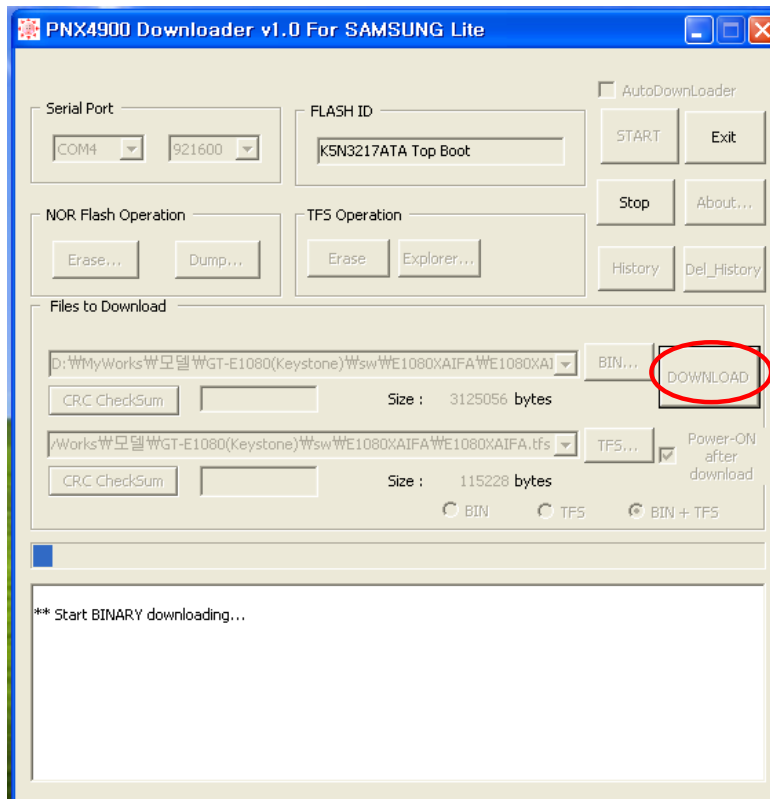 PNX4900 Downloader v1.0 For SAMSUNG Lite
AutoDownLoader
Serial Port
COM4
921600
FLASH ID
K5N3217ATA Top Boot
START
Exit
NOR Flash Operation
Erase...
Dump...
TFS Operation
Erase
Explorer...
Stop
About...
History
Del_History
Files to Download
D:₩MyWorks₩모델₩GT-E1080(Keystone)₩sw₩E1080XAIFA₩E1080XAI
BIN...
DOWNLOAD
CRC CheckSum
Size : 3125056 bytes
/Works₩모델₩GT-E1080(Keystone)₩sw₩E1080XAIFA₩E1080XAIFA.tfs
TFS...
Power-ON
after
download
CRC CheckSum
Size : 115228 bytes
BIN
TFS
BIN + TFS
** Start BINARY downloading...